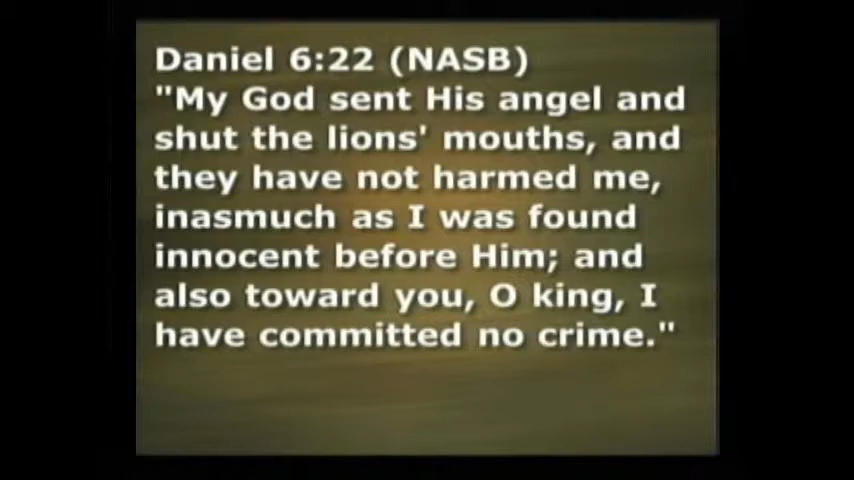 Daniel 6:22 (NASB)
"My God sent His angel and
shut the lions' mouths, and
they have not harmed me,
inasmuch as I was found
innocent before Him; and
also toward you, O king, I
have committed no crime."